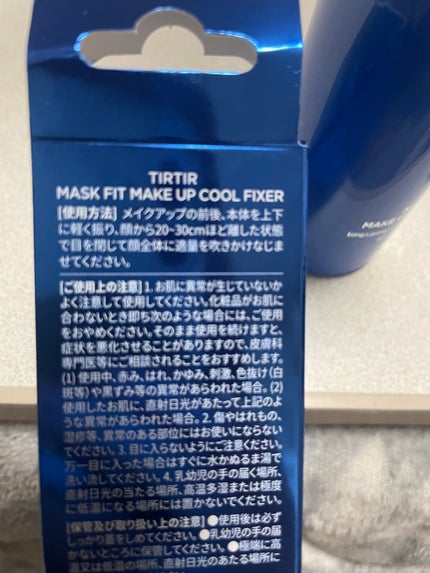 TIRTIR
MASK FIT MAKE UP COOL FIXER
[使用方法] メイクアップの前後、本体を上下
に軽く振り、顔から20~30cmほど離した状態
で目を閉じて顔全体に適量を吹きかけなじま
せてください。
[ご使用上の注意] 1. お肌に異常が生じていないか
よく注意して使用してください。化粧品がお肌に
合わないとき即ち次のような場合には、ご使用
をおやめください。そのまま使用を続けますと、
症状を悪化させることがありますので、皮膚科
専門医等にご相談されることをおすすめします。
(1) 使用中、赤み、はれ、かゆみ、刺激、色抜け(白
斑等)や黒ずみ等の異常があらわれた場合。(2)
使用したお肌に、直射日光があたって上記のよ
うな異常があらわれた場合。2. 傷やはれもの、
湿疹等、異常のある部位にはお使いにならない
でください。3. 目に入らないようにご注意ください。
万一目に入った場合はすぐに水かぬるま湯で
洗い流してください。4. 乳幼児の手の届く場所、
直射日光の当たる場所、高温多湿または極度
に低温になる場所には置かないでください。
[保管及び取り扱い上の注意] ●使用後は必ず
しっかり蓋をしめてください。●乳幼児の手の届
かないところに保管してください。●極端に高
温又は低温の場所、直射日光のあたる場所に
MAKE
Long Lasting